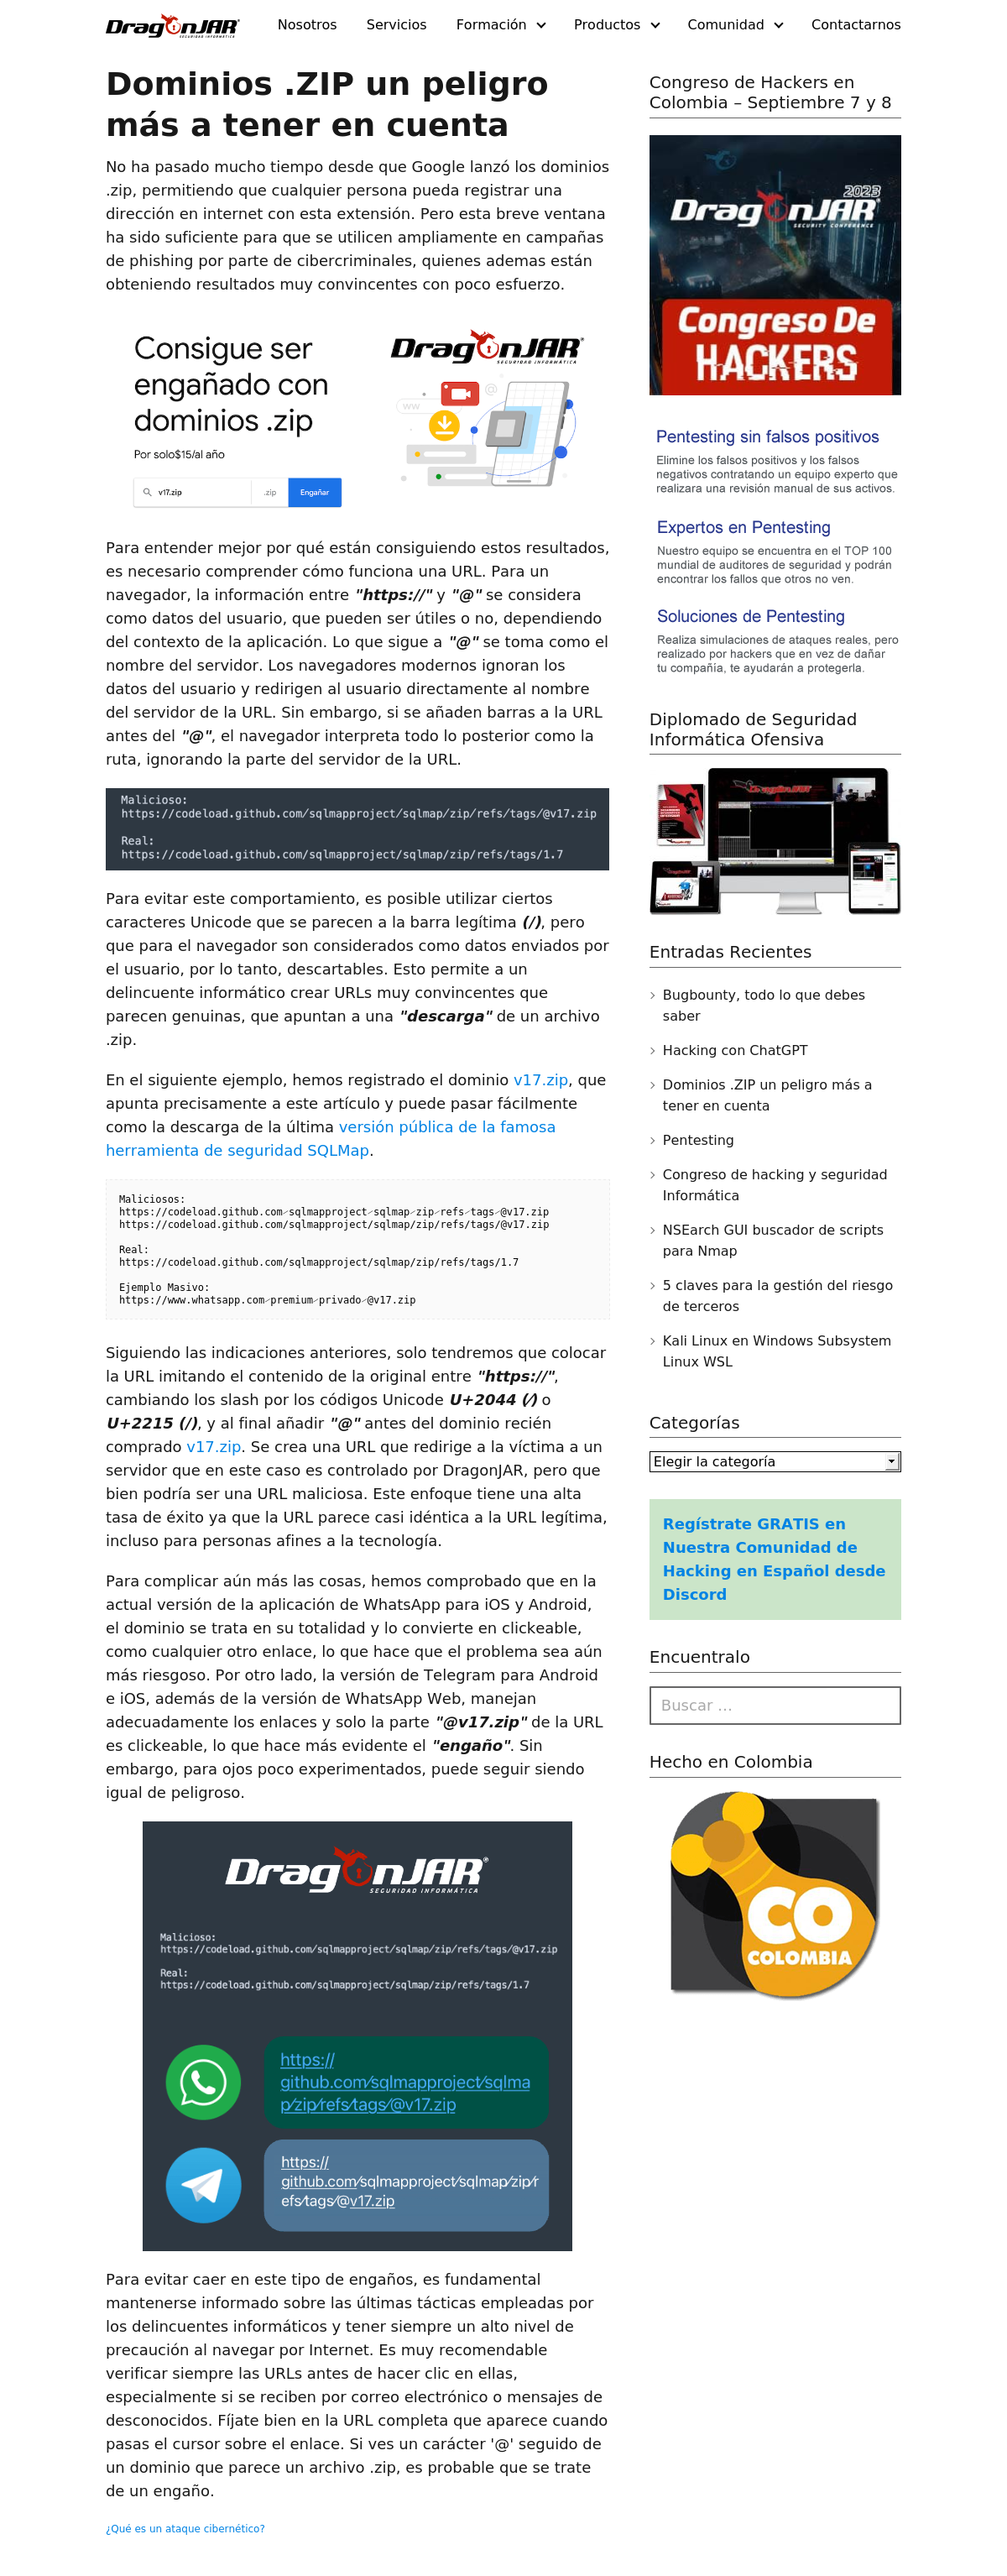 DragonJAR
SEGURIDAD INFORMÁTICA
Nosotros
Servicios
Formación
Productos
Comunidad
Contactarnos
Dominios .ZIP un peligro
más a tener en cuenta
No ha pasado mucho tiempo desde que Google lanzó los dominios
.zip, permitiendo que cualquier persona pueda registrar una
dirección en internet con esta extensión. Pero esta breve ventana
ha sido suficiente para que se utilicen ampliamente en campañas
de phishing por parte de cibercriminales, quienes ademas están
obteniendo resultados muy convincentes con poco esfuerzo.
Consigue ser
engañado con
dominios .zip
Por solo$15/al año
v17.zip
.zip
Engañar
DragonJAR
SEGURIDAD INFORMÁTICA
ww
@
Para entender mejor por qué están consiguiendo estos resultados,
es necesario comprender cómo funciona una URL. Para un
navegador, la información entre "https://" y "@" se considera
como datos del usuario, que pueden ser útiles o no, dependiendo
del contexto de la aplicación. Lo que sigue a "@" se toma como el
nombre del servidor. Los navegadores modernos ignoran los
datos del usuario y redirigen al usuario directamente al nombre
del servidor de la URL. Sin embargo, si se añaden barras a la URL
antes del "@", el navegador interpreta todo lo posterior como la
ruta, ignorando la parte del servidor de la URL.
Malicioso:
https://codeload.github.com∕sqlmapproject∕sqlmap∕zip∕refs∕tags∕@v17.zip
Real:
https://codeload.github.com/sqlmapproject/sqlmap/zip/refs/tags/1.7
Para evitar este comportamiento, es posible utilizar ciertos
caracteres Unicode que se parecen a la barra legítima (/), pero
que para el navegador son considerados como datos enviados por
el usuario, por lo tanto, descartables. Esto permite a un
delincuente informático crear URLs muy convincentes que
parecen genuinas, que apuntan a una "descarga" de un archivo
.zip.
En el siguiente ejemplo, hemos registrado el dominio v17.zip, que
apunta precisamente a este artículo y puede pasar fácilmente
como la descarga de la última versión pública de la famosa
herramienta de seguridad SQLMap.
Maliciosos:
https://codeload.github.com⁄sqlmapproject⁄sqlmap⁄zip⁄refs⁄tags⁄@v17.zip
https://codeload.github.com∕sqlmapproject∕sqlmap∕zip∕refs∕tags∕@v17.zip
Real:
https://codeload.github.com/sqlmapproject/sqlmap/zip/refs/tags/1.7
Ejemplo Masivo:
https://www.whatsapp.com⁄premium⁄privado⁄@v17.zip
Siguiendo las indicaciones anteriores, solo tendremos que colocar
la URL imitando el contenido de la original entre "https://",
cambiando los slash por los códigos Unicode U+2044 (⁄) o
U+2215 (∕), y al final añadir "@" antes del dominio recién
comprado v17.zip. Se crea una URL que redirige a la víctima a un
servidor que en este caso es controlado por DragonJAR, pero que
bien podría ser una URL maliciosa. Este enfoque tiene una alta
tasa de éxito ya que la URL parece casi idéntica a la URL legítima,
incluso para personas afines a la tecnología.
Para complicar aún más las cosas, hemos comprobado que en la
actual versión de la aplicación de WhatsApp para iOS y Android,
el dominio se trata en su totalidad y lo convierte en clickeable,
como cualquier otro enlace, lo que hace que el problema sea aún
más riesgoso. Por otro lado, la versión de Telegram para Android
e iOS, además de la versión de WhatsApp Web, manejan
adecuadamente los enlaces y solo la parte "@v17.zip" de la URL
es clickeable, lo que hace más evidente el "engaño". Sin
embargo, para ojos poco experimentados, puede seguir siendo
igual de peligroso.
DragonJAR
SEGURIDAD INFORMÁTICA
Malicioso:
https://codeload.github.com∕sqlmapproject∕sqlmap∕zip∕refs∕tags∕@v17.zip
Real:
https://codeload.github.com/sqlmapproject/sqlmap/zip/refs/tags/1.7
https://
github.com⁄sqlmapproject⁄sqlma
p⁄zip⁄refs⁄tags⁄@v17.zip
https://
github.com⁄sqlmapproject⁄sqlmap⁄zip⁄r
efs⁄tags⁄@v17.zip
Para evitar caer en este tipo de engaños, es fundamental
mantenerse informado sobre las últimas tácticas empleadas por
los delincuentes informáticos y tener siempre un alto nivel de
precaución al navegar por Internet. Es muy recomendable
verificar siempre las URLs antes de hacer clic en ellas,
especialmente si se reciben por correo electrónico o mensajes de
desconocidos. Fíjate bien en la URL completa que aparece cuando
pasas el cursor sobre el enlace. Si ves un carácter '@' seguido de
un dominio que parece un archivo .zip, es probable que se trate
de un engaño.
¿Qué es un ataque cibernético?
Congreso de Hackers en
Colombia – Septiembre 7 y 8
2023
DragonJAR
SECURITY CONFERENCE
Congreso De
HACKERS
Pentesting sin falsos positivos
Elimine los falsos positivos y los falsos
negativos contratando un equipo experto que
realizara una revisión manual de sus activos.
Expertos en Pentesting
Nuestro equipo se encuentra en el TOP 100
mundial de auditores de seguridad y podrán
encontrar los fallos que otros no ven.
Soluciones de Pentesting
Realiza simulaciones de ataques reales, pero
realizado por hackers que en vez de dañar
tu compañía, te ayudarán a protegerla.
Diplomado de Seguridad
Informática Ofensiva
Entradas Recientes
Bugbounty, todo lo que debes
saber
Hacking con ChatGPT
Dominios .ZIP un peligro más a
tener en cuenta
Pentesting
Congreso de hacking y seguridad
Informática
NSEarch GUI buscador de scripts
para Nmap
5 claves para la gestión del riesgo
de terceros
Kali Linux en Windows Subsystem
Linux WSL
Categorías
Elegir la categoría
Regístrate GRATIS en
Nuestra Comunidad de
Hacking en Español desde
Discord
Encuentralo
Buscar …
Hecho en Colombia
CO
COLOMBIA